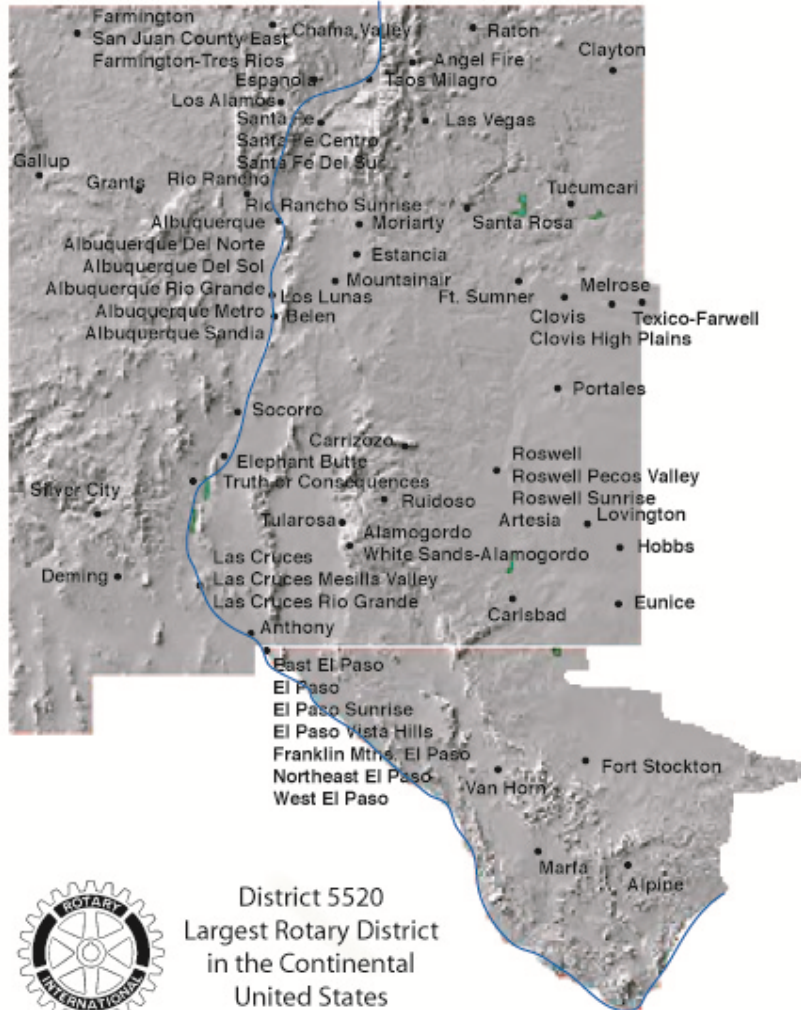 Farmington
San Juan County East
Farmington-Tres Rios
Chama Valley
Raton
Clayton
Angel Fire
Espanola
Taos Milagro
Los Alamos
Santa Fe
Santa Fe Centro
Santa Fe Del Sur
Las Vegas
Gallup
Grants
Rio Rancho
Rio Rancho Sunrise
Tucumcari
Santa Rosa
Albuquerque
Albuquerque Del Norte
Albuquerque Del Sol
Albuquerque Rio Grande
Albuquerque Metro
Albuquerque Sandia
Moriarty
Estancia
Mountainair
Los Lunas
Belen
Ft. Sumner
Melrose
Clovis
Clovis High Plains
Texico-Farwell
Portales
Socorro
Carrizozo
Elephant Butte
Truth or Consequences
Roswell
Roswell Pecos Valley
Roswell Sunrise
Silver City
Ruidoso
Tularosa
Alamogordo
White Sands-Alamogordo
Artesia
Lovington
Hobbs
Deming
Las Cruces
Las Cruces Mesilla Valley
Las Cruces Rio Grande
Carlsbad
Eunice
Anthony
East El Paso
El Paso
El Paso Sunrise
El Paso Vista Hills
Franklin Mtns. El Paso
Northeast El Paso
West El Paso
Van Horn
Fort Stockton
Marfa
Alpine
ROTARY
INTERNATIONAL
District 5520
Largest Rotary District
in the Continental
United States